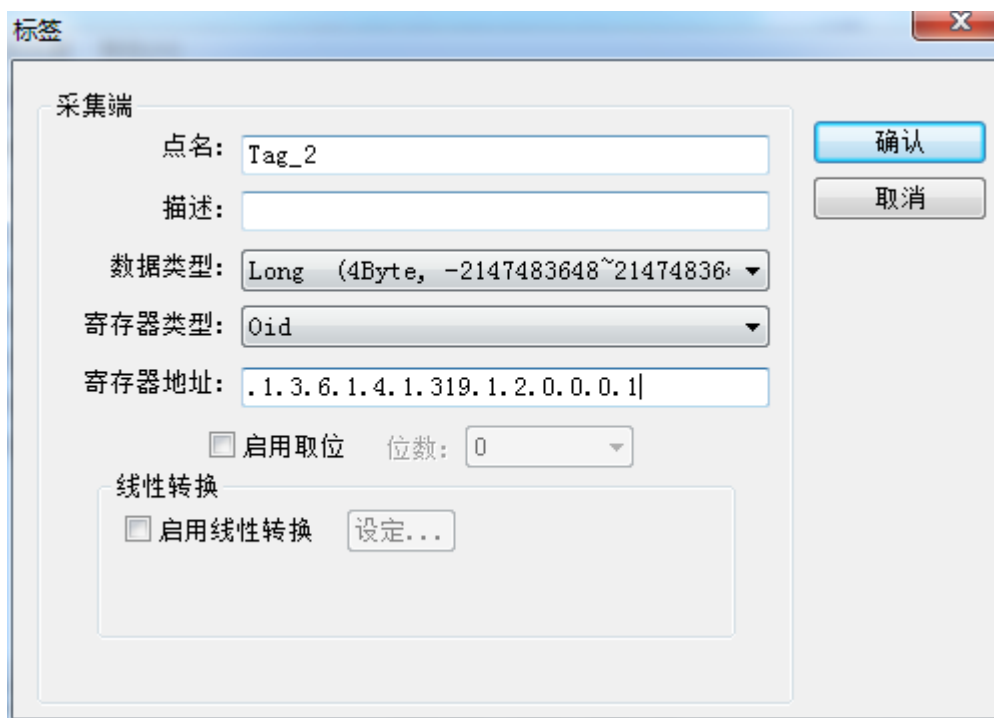 标签
采集端
点名: Tag_2
确认
描述:
取消
数据类型: Long (4Byte, -2147483648~214748364
寄存器类型: Oid
寄存器地址: .1.3.6.1.4.1.319.1.2.0.0.0.1
启用取位 位数: 0
线性转换
启用线性转换 设定...